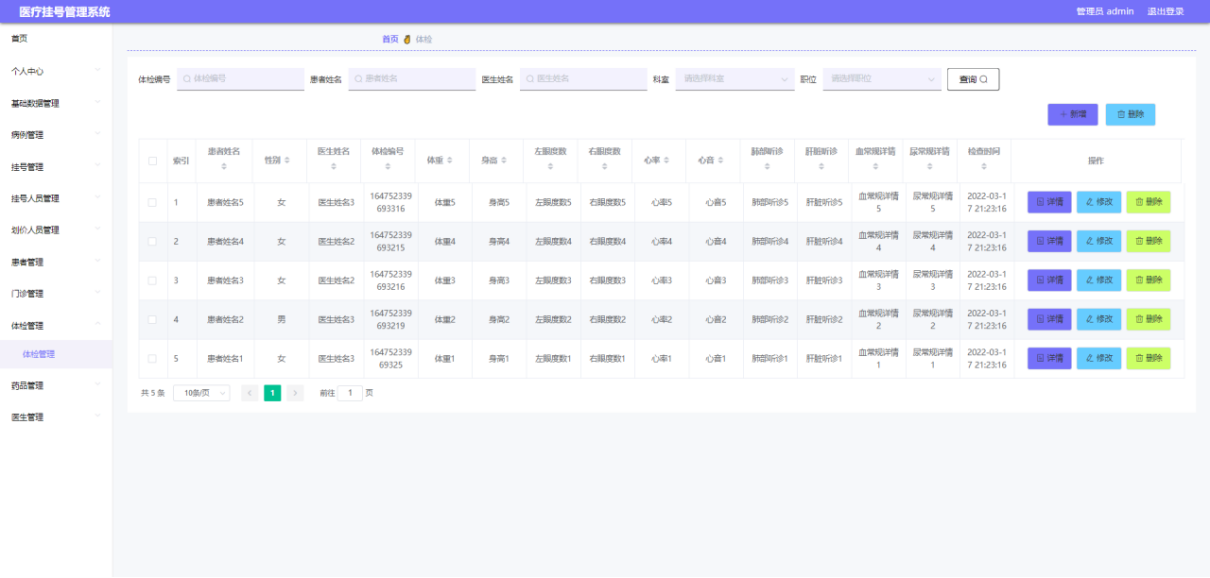 医疗挂号管理系统
管理员 admin 退出登录
首页
个人中心
基础数据管理
病例管理
挂号管理
挂号人员管理
划价人员管理
患者管理
门诊管理
体检管理
体检管理
药品管理
医生管理
首页 体检
体检编号 体检编号 患者姓名 患者姓名 医生姓名 医生姓名 科室 请选择科室 职位 请选择职位 查询
+ 新增 删除
索引 患者姓名 性别 医生姓名 体检编号 体重 身高 左眼度数 右眼度数 心率 心音 肺部听诊 肝脏听诊 血常规详情 尿常规详情 检查时间 操作
1 患者姓名5 女 医生姓名3 164752339 体重5 身高5 左眼度数5 右眼度数5 心率5 心音5 肺部听诊5 肝脏听诊5 血常规详情 尿常规详情 2022-03-1 详情 修改 删除
693316 5 5 7 21:23:16
2 患者姓名4 女 医生姓名2 164752339 体重4 身高4 左眼度数4 右眼度数4 心率4 心音4 肺部听诊4 肝脏听诊4 血常规详情 尿常规详情 2022-03-1 详情 修改 删除
693215 4 4 7 21:23:16
3 患者姓名3 女 医生姓名2 164752339 体重3 身高3 左眼度数3 右眼度数3 心率3 心音3 肺部听诊3 肝脏听诊3 血常规详情 尿常规详情 2022-03-1 详情 修改 删除
693216 3 3 7 21:23:16
4 患者姓名2 男 医生姓名3 164752339 体重2 身高2 左眼度数2 右眼度数2 心率2 心音2 肺部听诊2 肝脏听诊2 血常规详情 尿常规详情 2022-03-1 详情 修改 删除
693219 2 2 7 21:23:16
5 患者姓名1 女 医生姓名3 164752339 体重1 身高1 左眼度数1 右眼度数1 心率1 心音1 肺部听诊1 肝脏听诊1 血常规详情 尿常规详情 2022-03-1 详情 修改 删除
69325 1 1 7 21:23:16
共 5 条 10条/页 < 1 > 前往 1 页